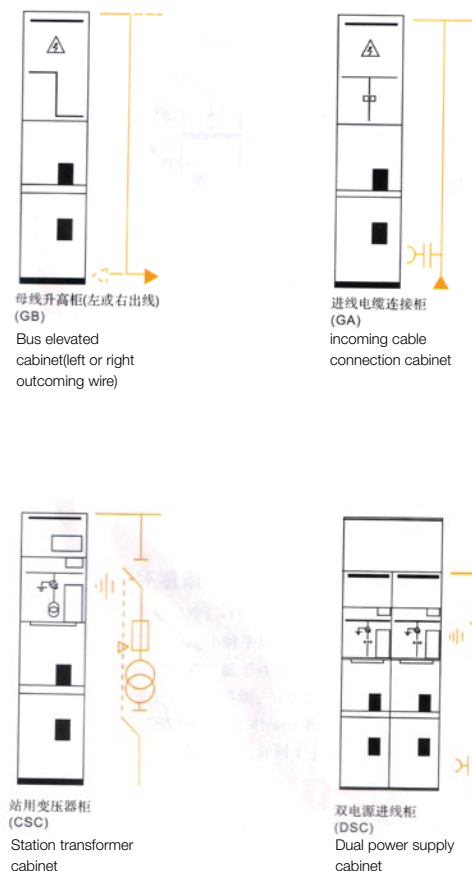 母线升高柜(左或右出线)
(GB)
Bus elevated
cabinet(left or right
outcoming wire)
进线电缆连接柜
(GA)
incoming cable
connection cabinet
站用变压器柜
(CSC)
Station transformer
cabinet
双电源进线柜
(DSC)
Dual power supply
cabinet